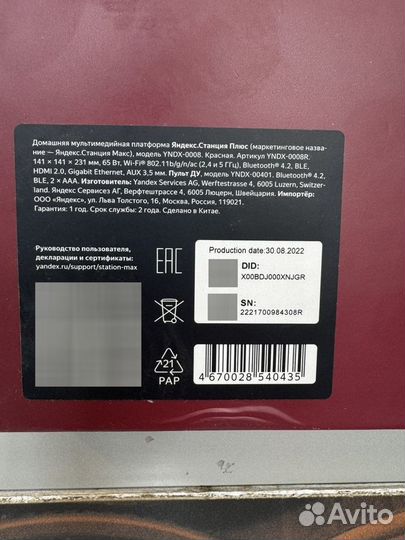 Домашняя мультимедийная платформа Яндекс.Станция Плюс (маркетинговое назва-
ние — Яндекс.Станция Макс), модель YNDX-0008. Красная. Артикул YNDX-0008R.
141 × 141 × 231 мм, 65 Вт, Wi-Fi® 802.11b/g/n/ac (2,4 и 5 ГГц), Bluetooth® 4.2, BLE,
HDMI 2.0, Gigabit Ethernet, AUX 3,5 мм. Пульт ДУ, модель YNDX-00401. Bluetooth® 4.2,
BLE, 2 × AAA. Изготовитель: Yandex Services AG, Werftestrasse 4, 6005 Luzern, Switzer-
land. Яндекс Сервисез АГ, Верфтештрассе 4, 6005, Люцерн, Швейцария. Импортер:
ООО «Яндекс», ул. Льва Толстого, 16, Москва, Россия, 119021.
Гарантия: 1 год. Срок службы: 2 года. Сделано в Китае.
Руководство пользователя,
декларации и сертификаты:
yandex.ru/support/station-max
EAC
Production date:30.08.2022
DID:
X00BDJ000XNJGR
SN:
2221700984308R
21
PAP
4 670028 540435
Avito